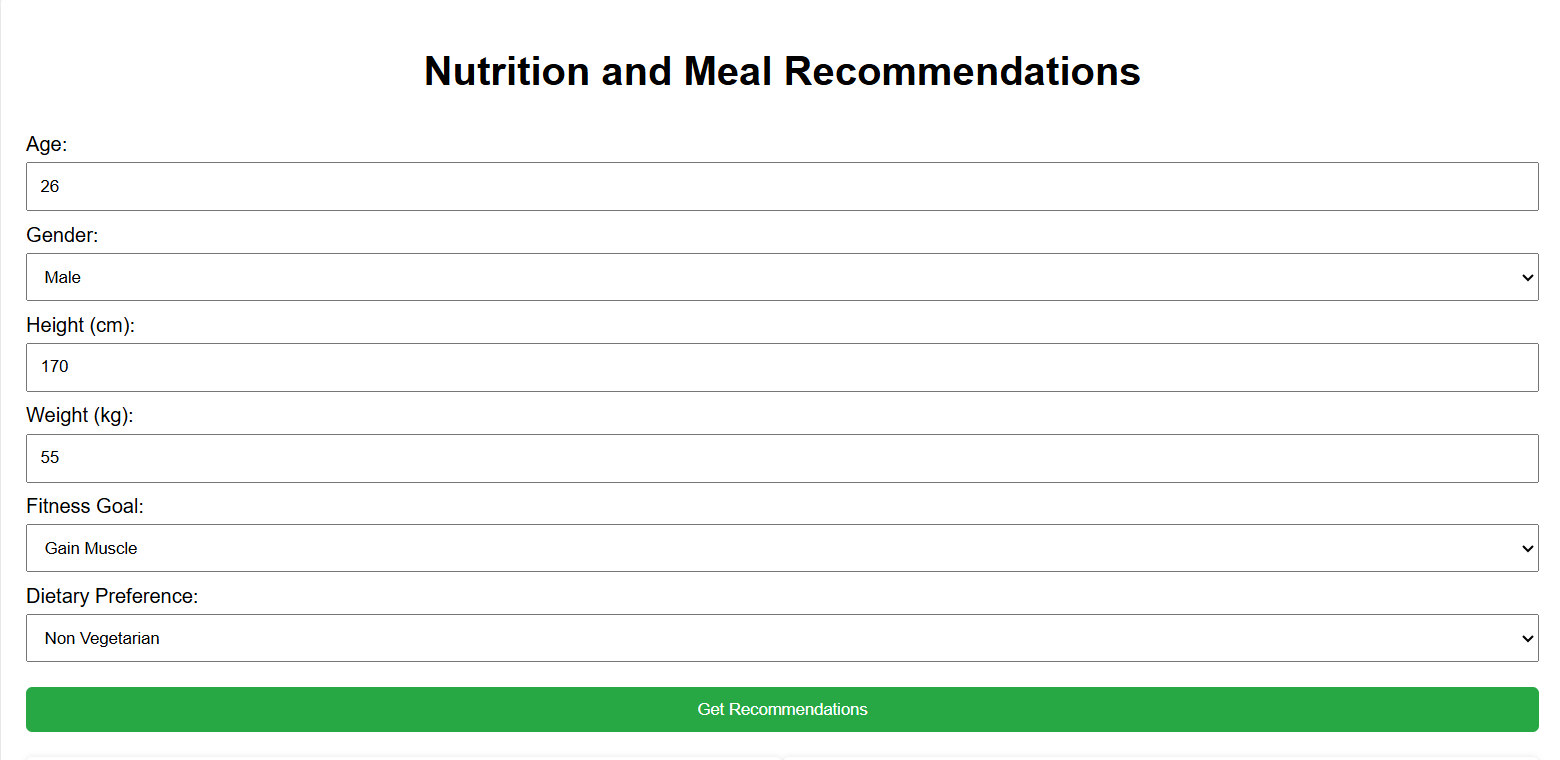 Nutrition and Meal Recommendations
Age:
26
Gender:
Male
Height (cm):
170
Weight (kg):
55
Fitness Goal:
Gain Muscle
Dietary Preference:
Non Vegetarian
Get Recommendations